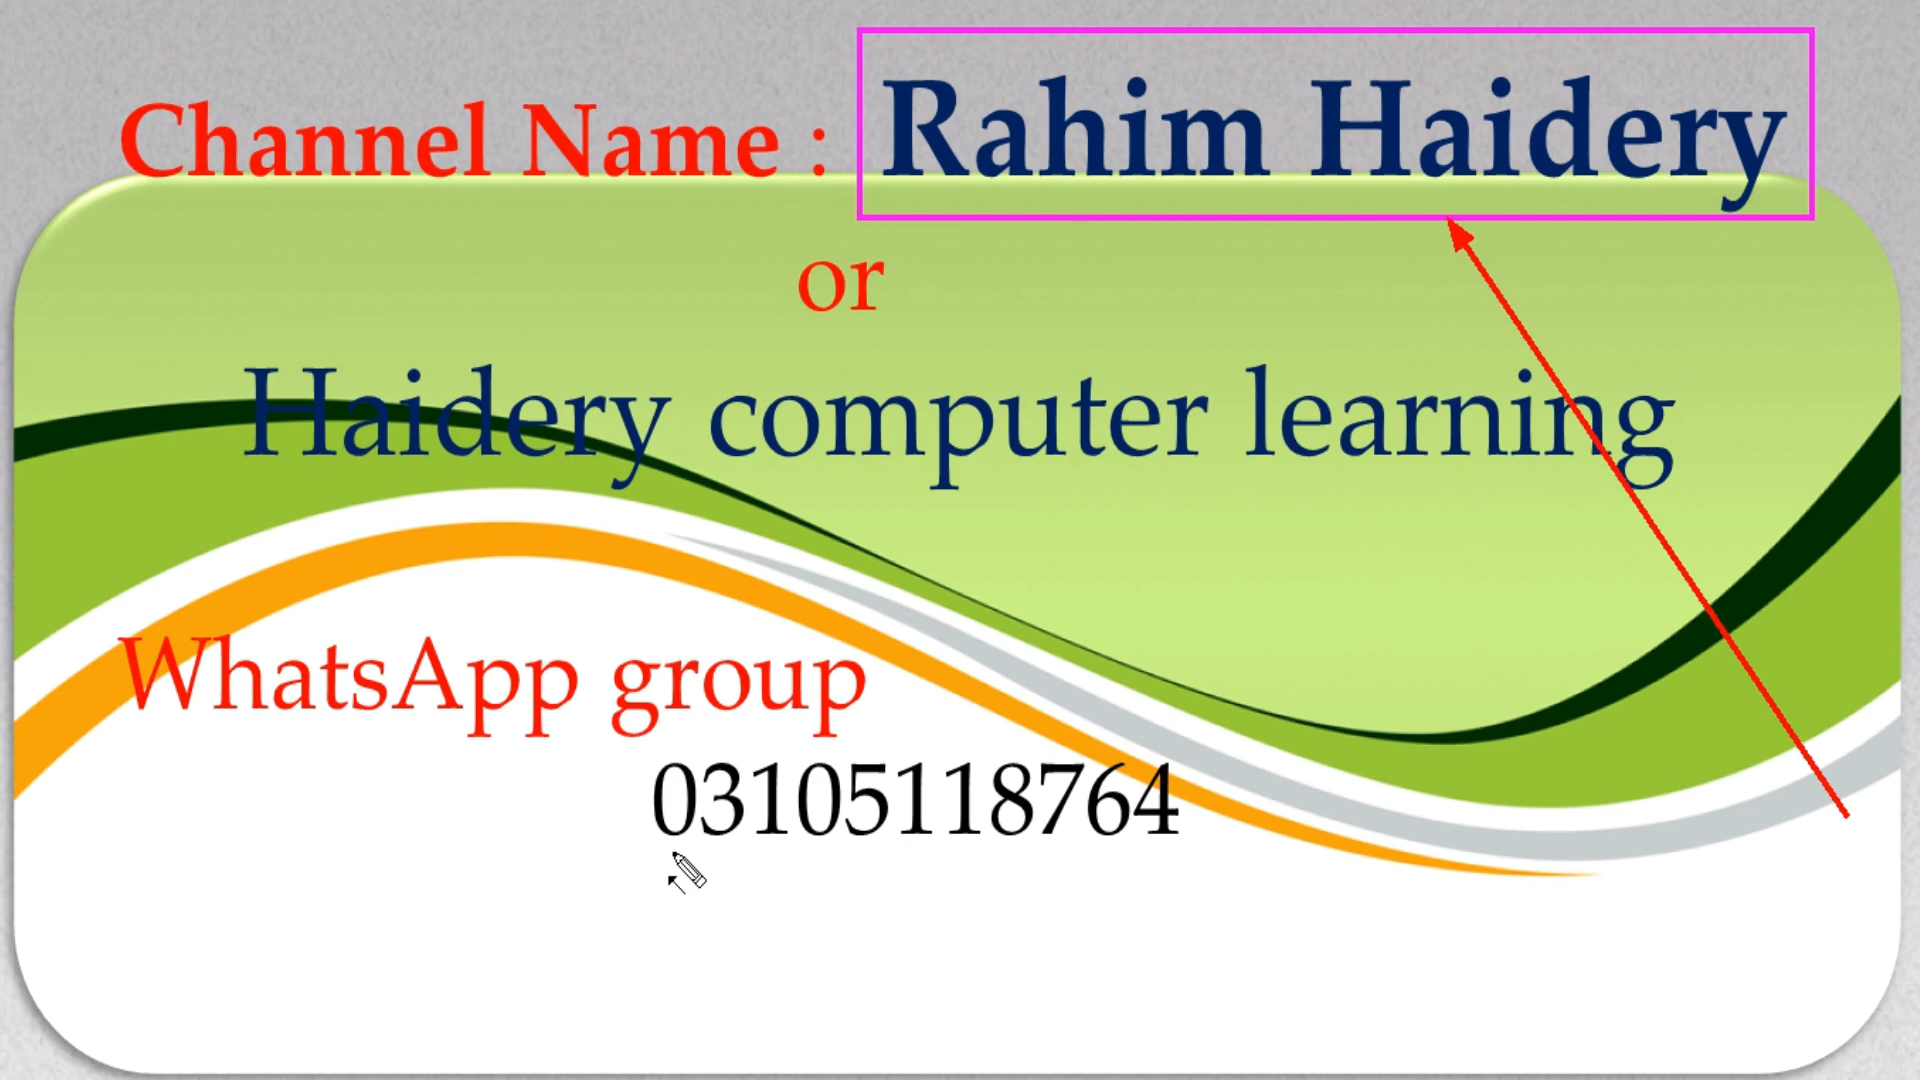 Channel Name : Rahim Haidery
or
Haidery computer learning
WhatsApp group
03105118764